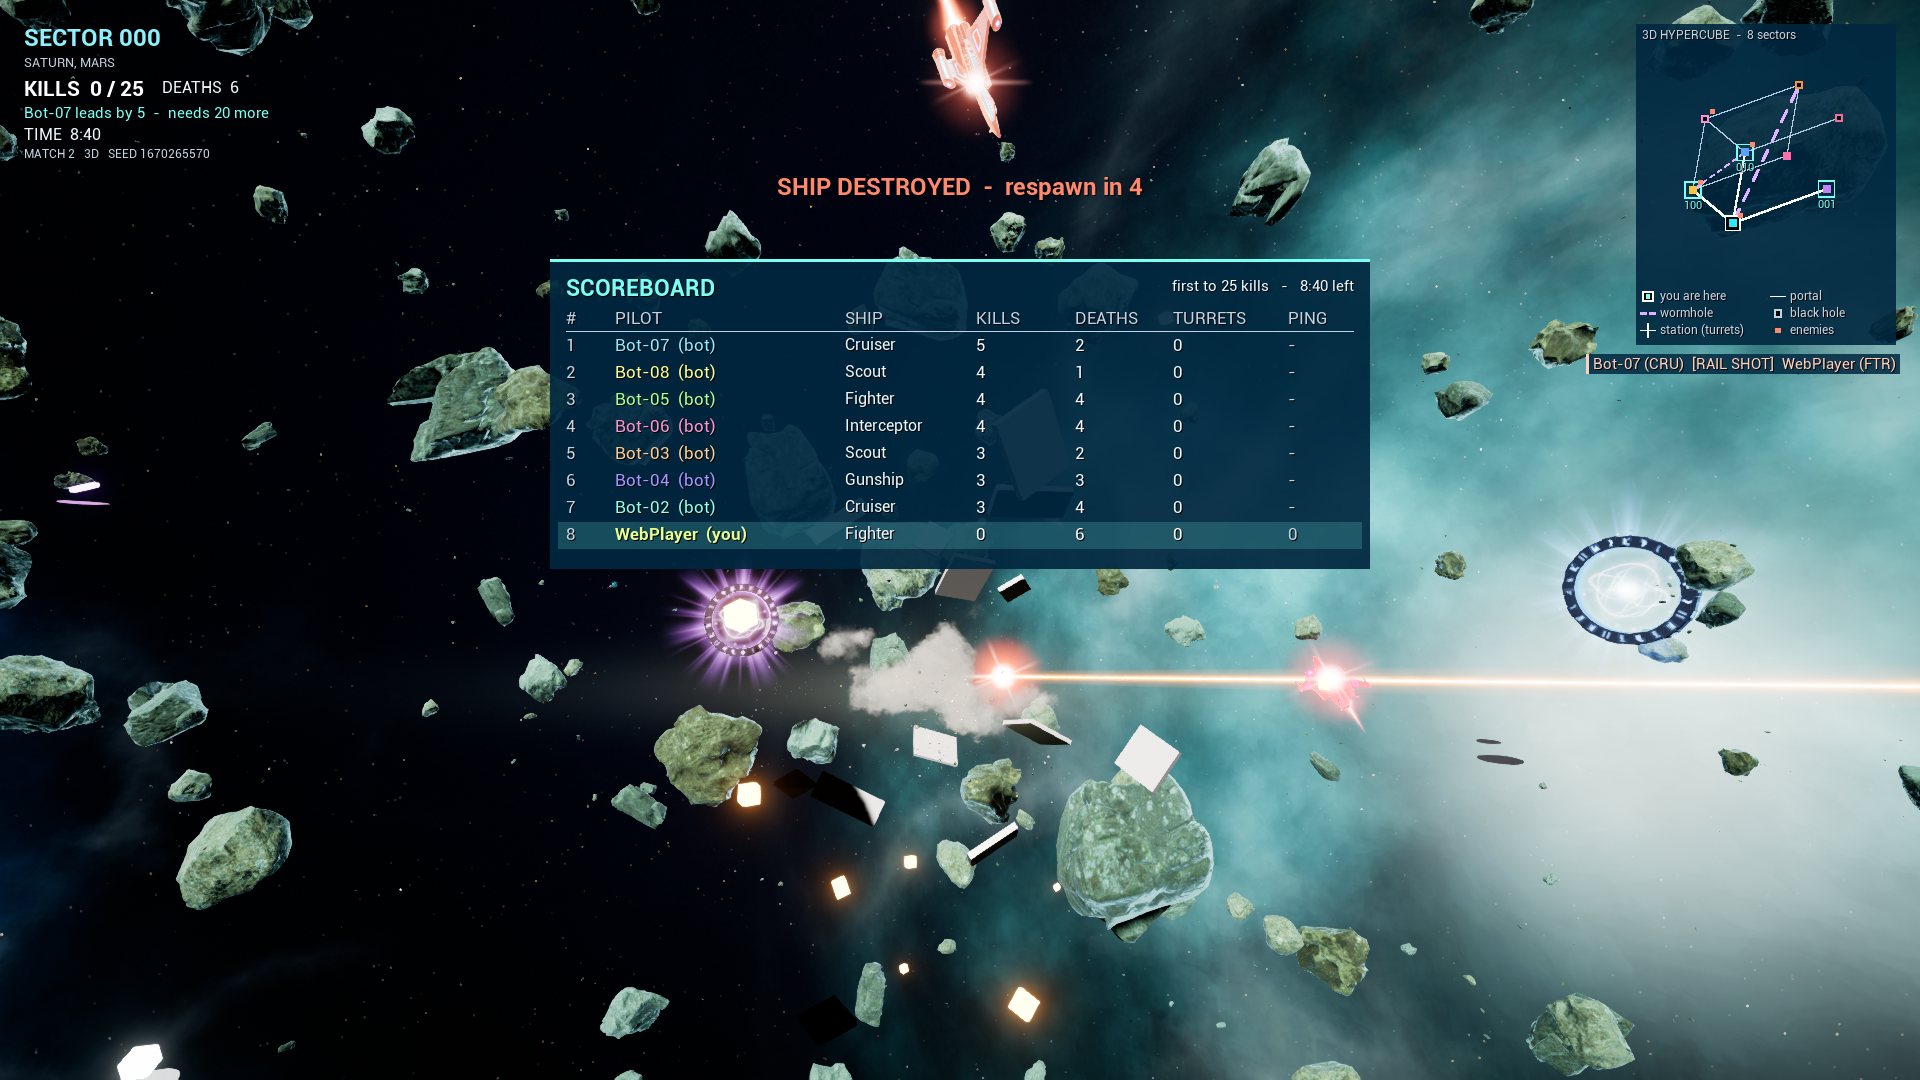 SECTOR 000
SATURN, MARS
KILLS 0 / 25 DEATHS 6
Bot-07 leads by 5 - needs 20 more
TIME 8:40
MATCH 2 3D SEED 1670265570
SHIP DESTROYED - respawn in 4
SCOREBOARD
first to 25 kills - 8:40 left
# PILOT SHIP KILLS DEATHS TURRETS PING
1 Bot-07 (bot) Cruiser 5 2 0 -
2 Bot-08 (bot) Scout 4 1 0 -
3 Bot-05 (bot) Fighter 4 4 0 -
4 Bot-06 (bot) Interceptor 4 4 0 -
5 Bot-03 (bot) Scout 3 2 0 -
6 Bot-04 (bot) Gunship 3 3 0 -
7 Bot-02 (bot) Cruiser 3 4 0 -
8 WebPlayer (you) Fighter 0 6 0 0
3D HYPERCUBE - 8 sectors
010
100
001
you are here
portal
wormhole
black hole
station (turrets)
enemies
Bot-07 (CRU) [RAIL SHOT] WebPlayer (FTR)